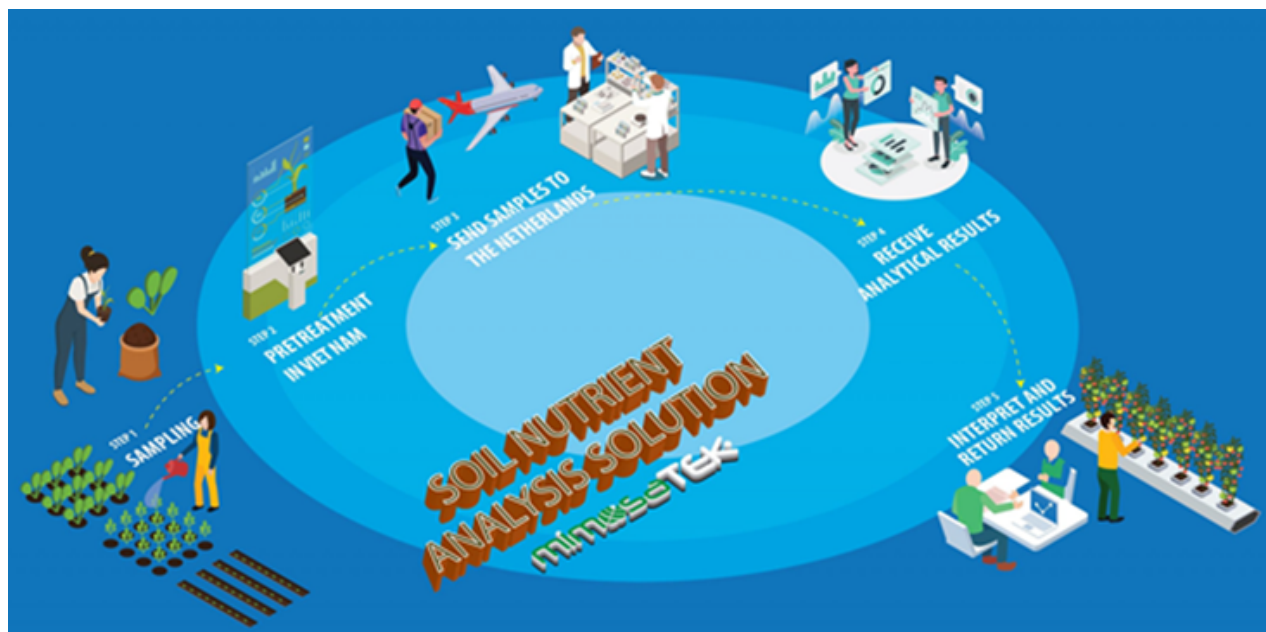 STEP 1
SAMPLING
STEP 2
PRETREATMENT
IN VIET NAM
STEP 3
SEND SAMPLES TO
THE NETHERLANDS
STEP 4
RECEIVE
ANALYTICAL RESULTS
STEP 5
INTERPRET AND
RETURN RESULTS
SOIL NUTRIENT
ANALYSIS SOLUTION
mimosaTEK